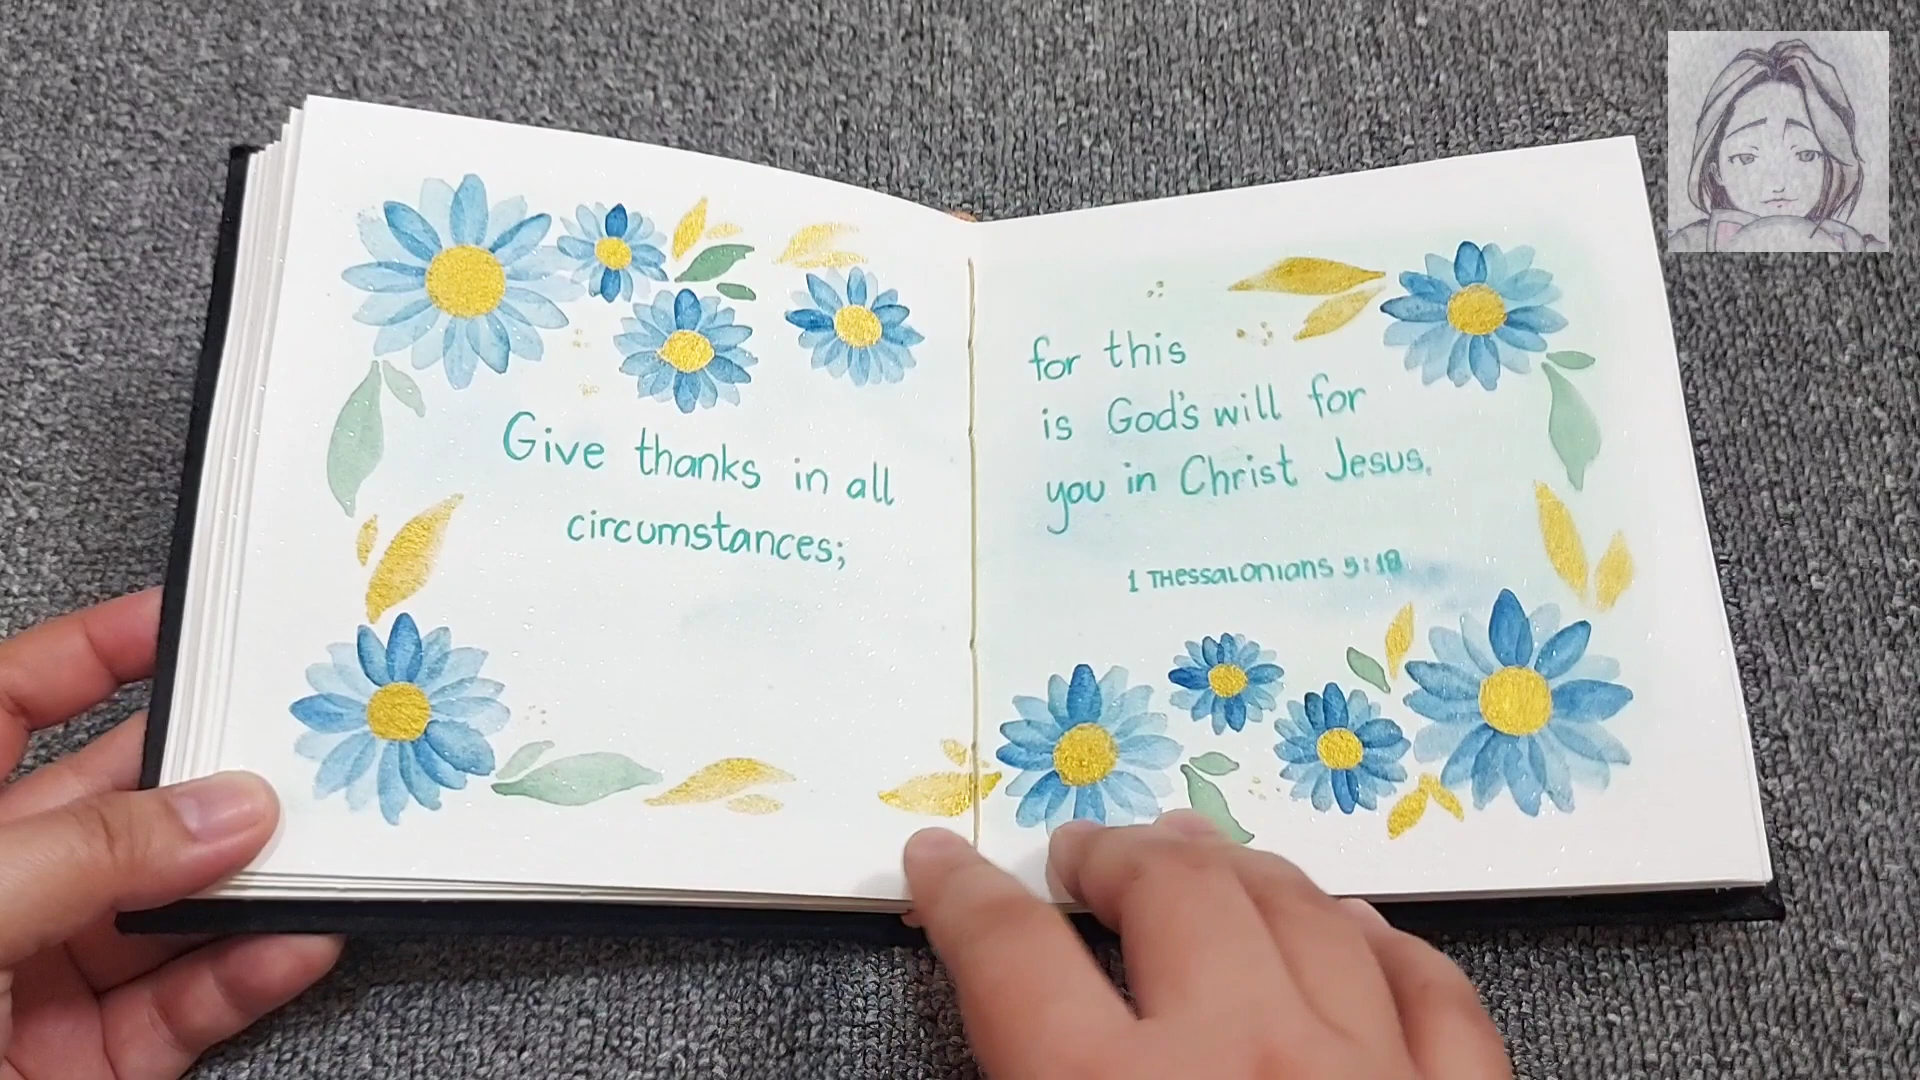 Give thanks in all
circumstances;
for this
is God's will for
you in Christ Jesus.
1 THESSALONIANS 5:18